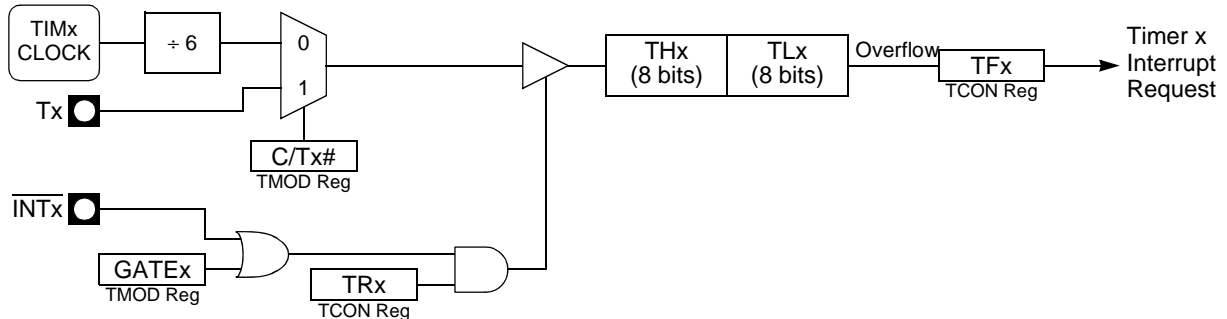 TIMx
CLOCK
÷ 6
0
1
Tx
C/Tx#
TMOD Reg
THx
(8 bits)
TLx
(8 bits)
Overflow
TFx
TCON Reg
Timer x
Interrupt
Request
INTx
GATEx
TMOD Reg
TRx
TCON Reg